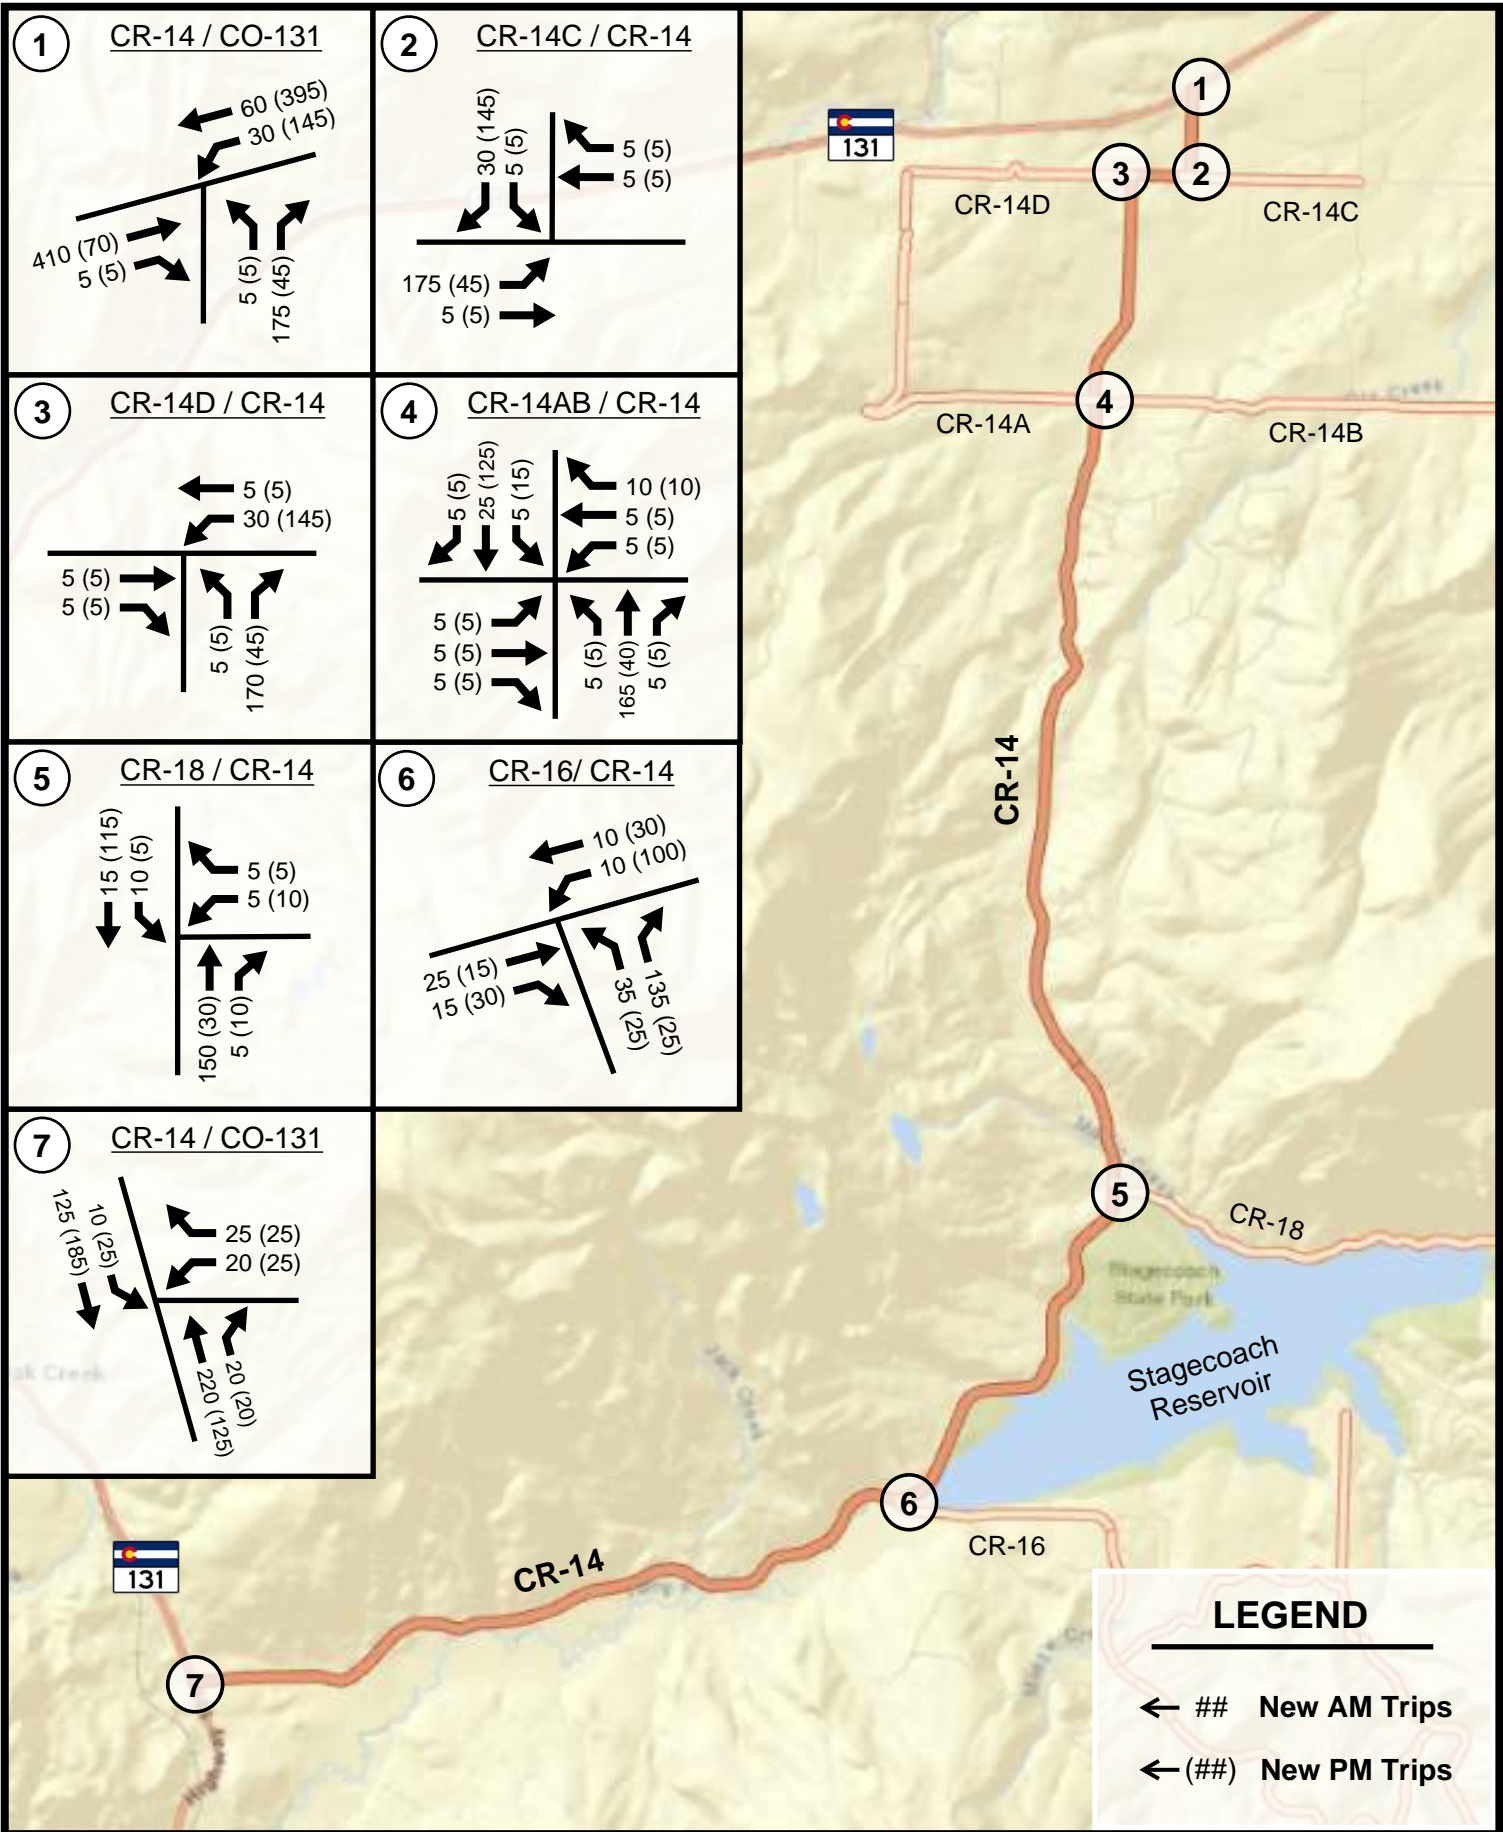 1
CR-14 / CO-131
60 (395)
30 (145)
410 (70)
5 (5)
5 (5)
175 (45)
2
CR-14C / CR-14
30 (145)
5 (5)
5 (5)
5 (5)
175 (45)
5 (5)
3
CR-14D / CR-14
5 (5)
30 (145)
5 (5)
5 (5)
5 (5)
170 (45)
4
CR-14AB / CR-14
5 (5)
25 (125)
5 (15)
10 (10)
5 (5)
5 (5)
5 (5)
5 (5)
5 (5)
5 (5)
165 (40)
5 (5)
5
CR-18 / CR-14
15 (115)
10 (5)
5 (5)
5 (10)
150 (30)
5 (10)
6
CR-16/ CR-14
10 (30)
10 (100)
25 (15)
15 (30)
35 (25)
135 (25)
7
CR-14 / CO-131
125 (185)
10 (25)
25 (25)
20 (25)
220 (125)
20 (20)
131
1
2
3
CR-14D
CR-14C
4
CR-14A
CR-14B
CR-14
5
CR-18
Stagecoach
State Park
Stagecoach
Reservoir
Jack Creek
6
CR-16
CR-14
131
7
LEGEND
## New AM Trips
(##) New PM Trips